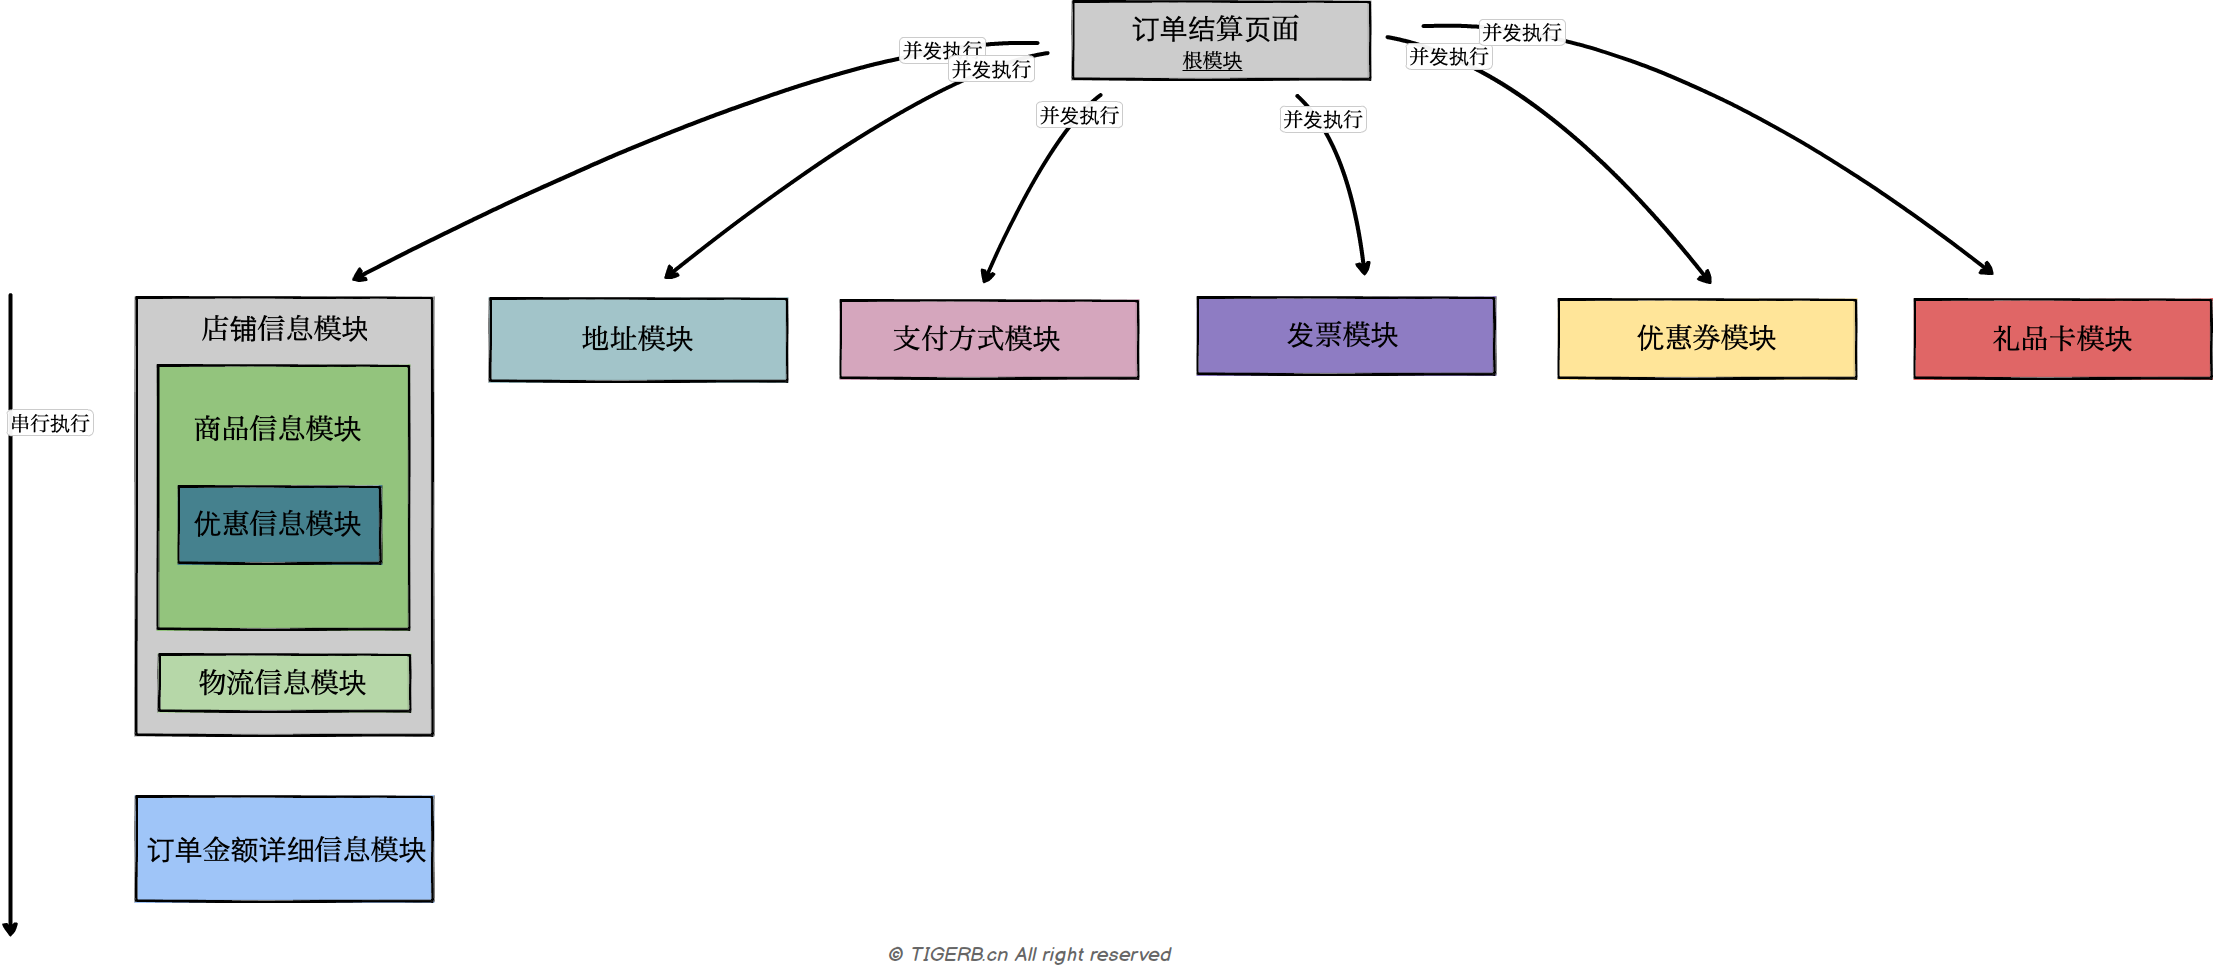 订单结算页面
根模块
并发执行
并发执行
并发执行
并发执行
并发执行
并发执行
店铺信息模块
地址模块
支付方式模块
发票模块
优惠券模块
礼品卡模块
串行执行
商品信息模块
优惠信息模块
物流信息模块
订单金额详细信息模块
© TIGERB.cn All right reserved